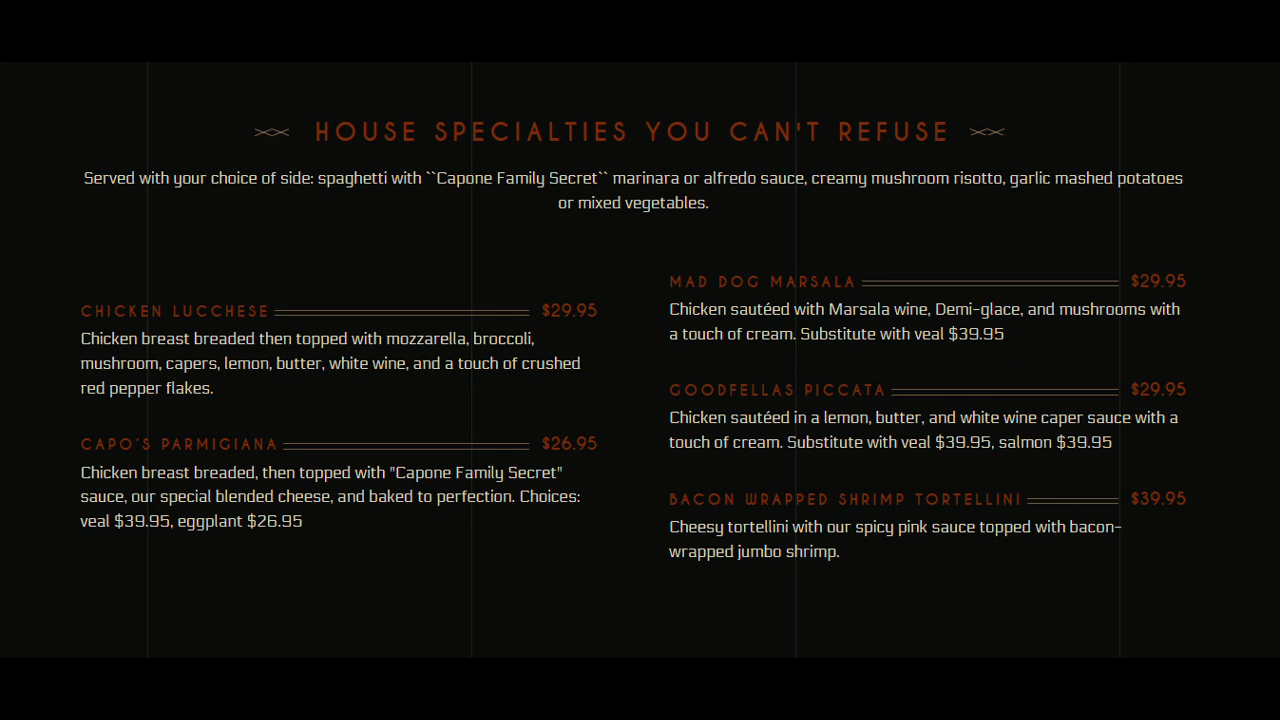 HOUSE SPECIALTIES YOU CAN'T REFUSE
Served with your choice of side: spaghetti with ``Capone Family Secret`` marinara or alfredo sauce, creamy mushroom risotto, garlic mashed potatoes
or mixed vegetables.
CHICKEN LUCCHESE $29.95
Chicken breast breaded then topped with mozzarella, broccoli,
mushroom, capers, lemon, butter, white wine, and a touch of crushed
red pepper flakes.
CAPO'S PARMIGIANA $26.95
Chicken breast breaded, then topped with "Capone Family Secret"
sauce, our special blended cheese, and baked to perfection. Choices:
veal $39.95, eggplant $26.95
MAD DOG MARSALA $29.95
Chicken sautéed with Marsala wine, Demi-glace, and mushrooms with
a touch of cream. Substitute with veal $39.95
GOODFELLAS PICCATA $29.95
Chicken sautéed in a lemon, butter, and white wine caper sauce with a
touch of cream. Substitute with veal $39.95, salmon $39.95
BACON WRAPPED SHRIMP TORTELLINI $39.95
Cheesy tortellini with our spicy pink sauce topped with bacon-
wrapped jumbo shrimp.